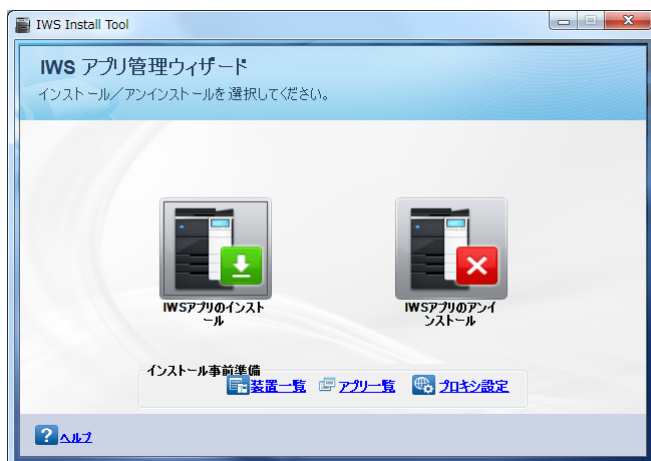 IWS Install Tool
IWS アプリ管理ウィザード
インストール／アンインストールを選択してください。
IWSアプリのインスト
ール
IWSアプリのアンイ
ンストール
インストール事前準備
装置一覧 アプリ一覧 プロキシ設定
? ヘルプ